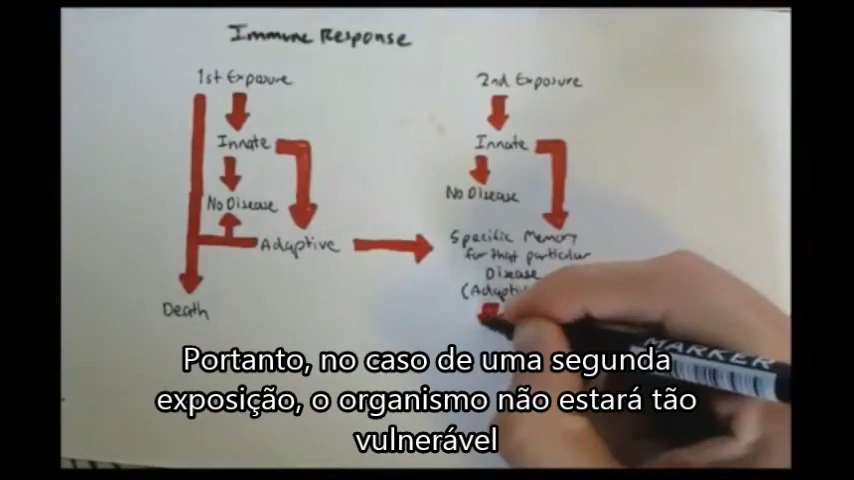 Immune Response
1st Exposure
Innate
No Disease
Adaptive
Death
2nd Exposure
Innate
No Disease
Specific Memory
for that particular
Disease
MARKER
Portanto, no caso de uma segunda
exposição, o organismo não estará tão
vulnerável